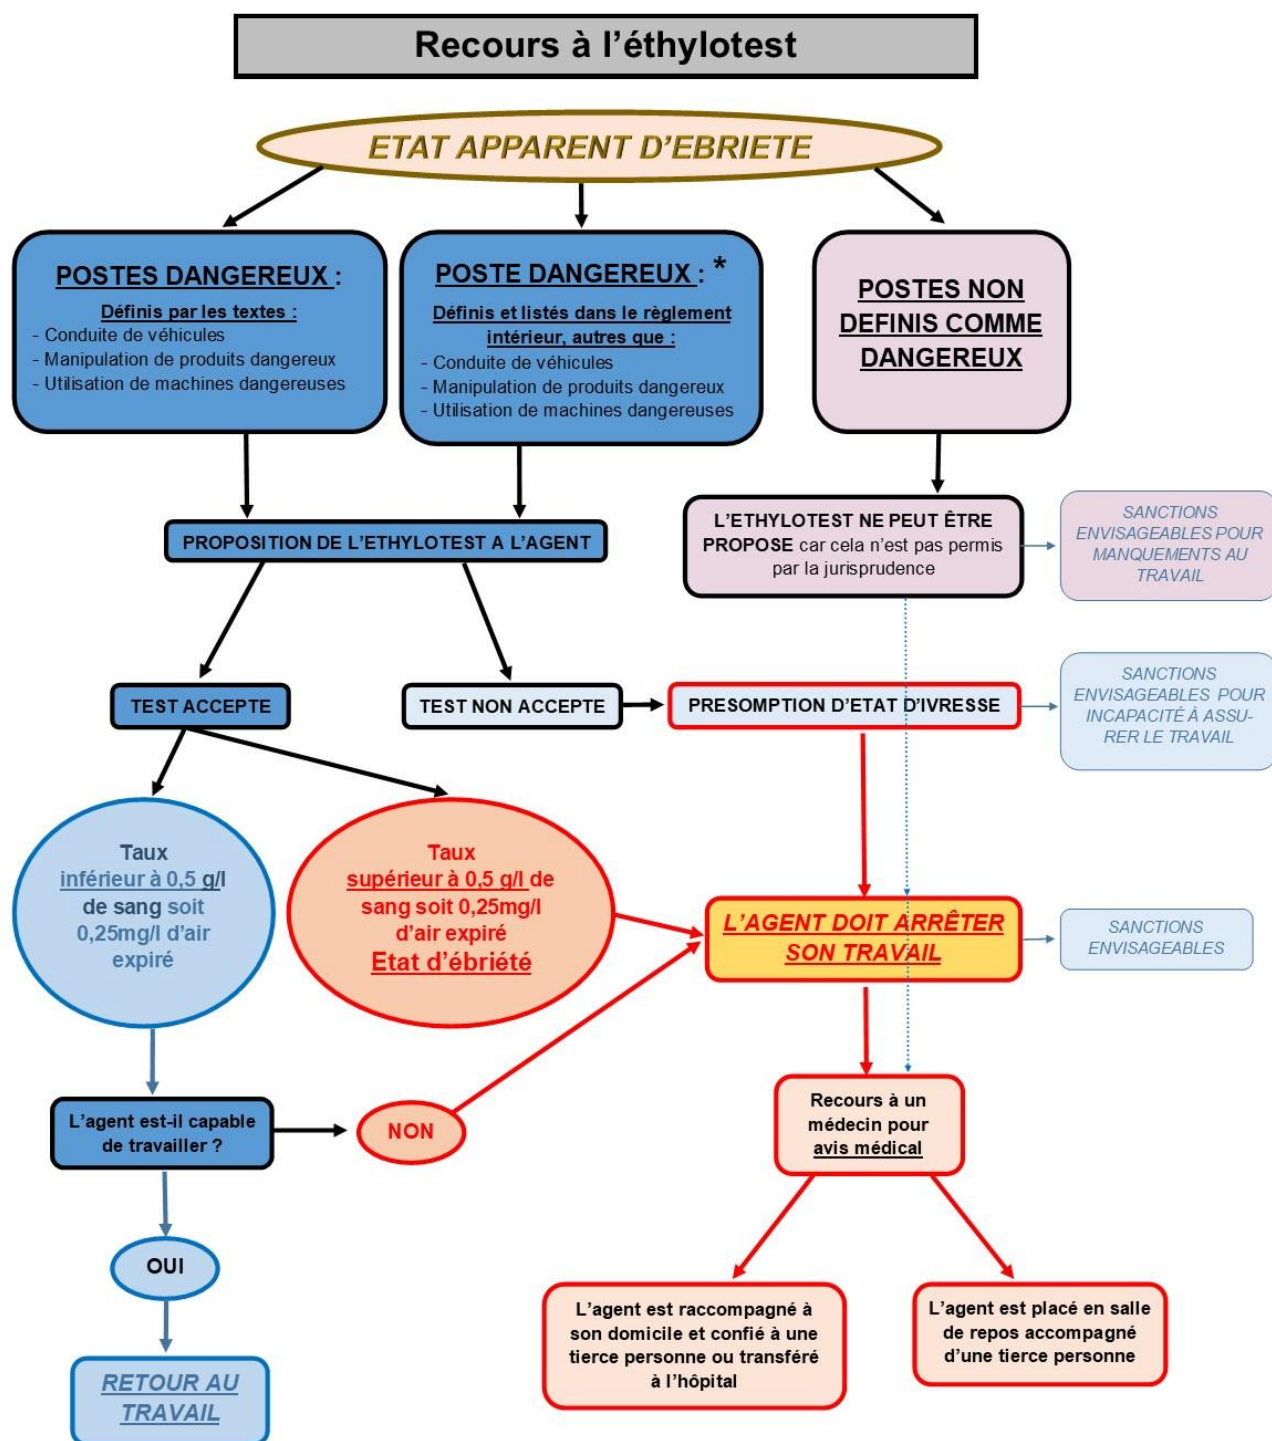 Recours à l'éthylotest
ETAT APPARENT D'EBRIETE
POSTES DANGEREUX :
Définis par les textes :
- Conduite de véhicules
- Manipulation de produits dangereux
- Utilisation de machines dangereuses
POSTE DANGEREUX : *
Définis et listés dans le règlement
intérieur, autres que :
- Conduite de véhicules
- Manipulation de produits dangereux
- Utilisation de machines dangereuses
POSTES NON
DEFINIS COMME
DANGEREUX
PROPOSITION DE L'ETHYLOTEST A L'AGENT
L'ETHYLOTEST NE PEUT ÊTRE
PROPOSE car cela n'est pas permis
par la jurisprudence
SANCTIONS
ENVISAGEABLES POUR
MANQUEMENTS AU
TRAVAIL
TEST ACCEPTE
TEST NON ACCEPTE
PRESOMPTION D'ETAT D'IVRESSE
SANCTIONS
ENVISAGEABLES POUR
INCAPACITÉ À ASSU-
RER LE TRAVAIL
Taux
inférieur à 0,5 g/l
de sang soit
0,25mg/l d'air
expiré
Taux
supérieur à 0,5 g/l de
sang soit 0,25mg/l
d'air expiré
Etat d'ébriété
L'AGENT DOIT ARRÊTER
SON TRAVAIL
SANCTIONS
ENVISAGEABLES
L'agent est-il capable
de travailler ?
NON
Recours à un
médecin pour
avis médical
OUI
RETOUR AU
TRAVAIL
L'agent est raccompagné à
son domicile et confié à une
tierce personne ou transféré
à l'hôpital
L'agent est placé en salle
de repos accompagné
d'une tierce personne